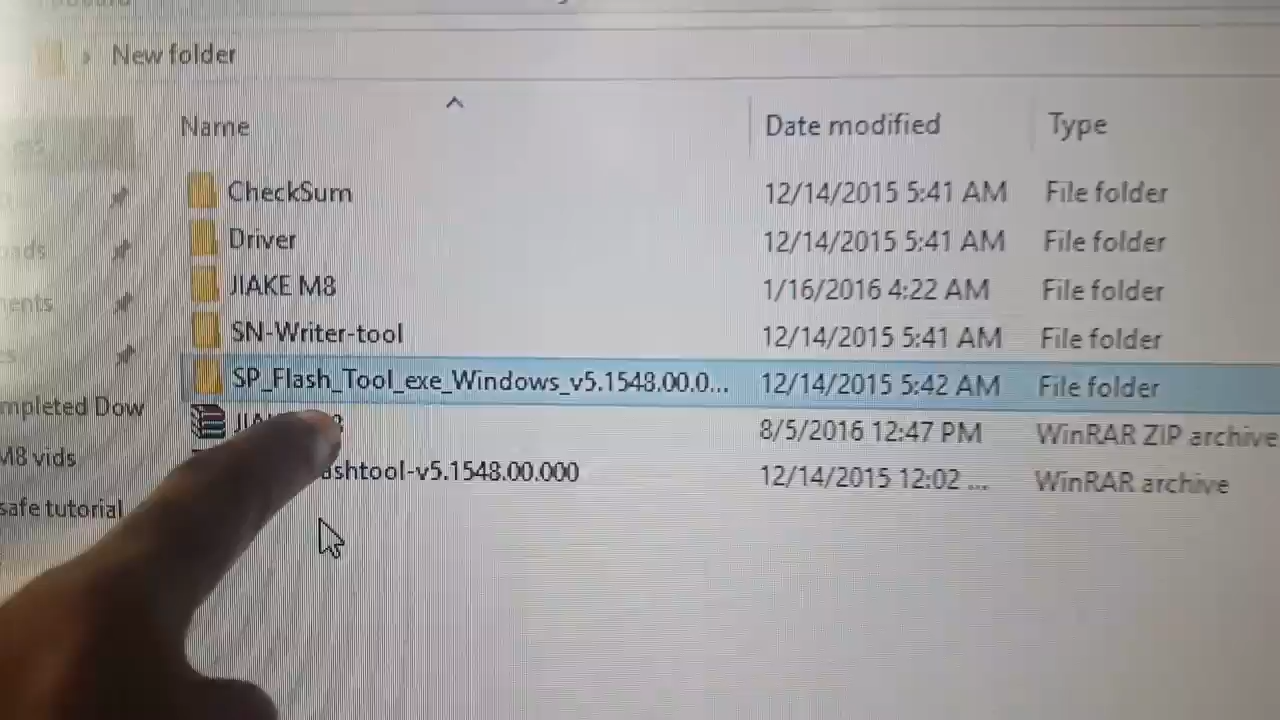 New folder
Name Date modified Type
CheckSum 12/14/2015 5:41 AM File folder
Driver 12/14/2015 5:41 AM File folder
JIAKE M8 1/16/2016 4:22 AM File folder
SN-Writer-tool 12/14/2015 5:41 AM File folder
SP_Flash_Tool_exe_Windows_v5.1548.00.0... 12/14/2015 5:42 AM File folder
8/5/2016 12:47 PM WinRAR ZIP archive
ashtool-v5.1548.00.000 12/14/2015 12:02 ... WinRAR archive
oads
ments
mpleted Dow
M8 vids
safe tutorial